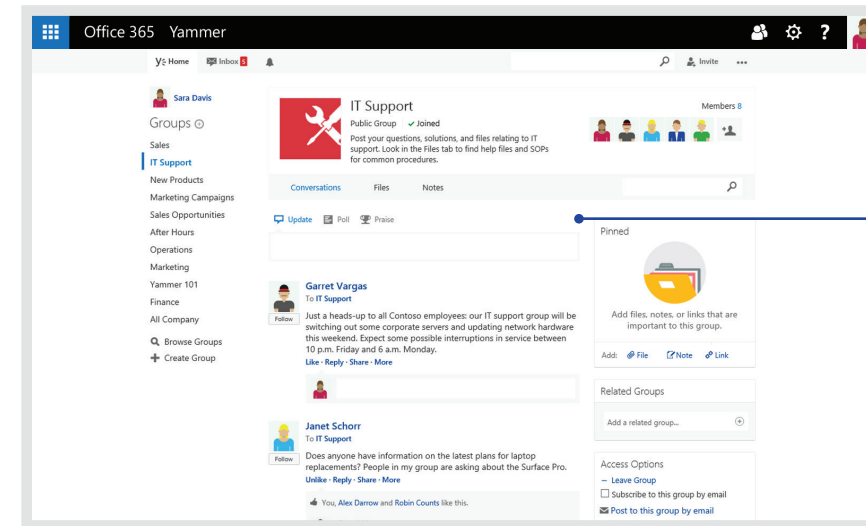 Office 365 Yammer
Home Inbox 5
Invite
Sara Davis
Groups
Sales
IT Support
New Products
Marketing Campaigns
Sales Opportunities
After Hours
Operations
Marketing
Yammer 101
Finance
All Company
Browse Groups
Create Group
IT Support
Public Group Joined
Post your questions, solutions, and files relating to IT
support. Look in the Files tab to find help files and SOPs
for common procedures.
Members 8
Conversations Files Notes
Update Poll Praise
Garret Vargas
To IT Support
Follow
Just a heads-up to all Contoso employees: our IT support group will be
switching out some corporate servers and updating network hardware
this weekend. Expect some possible interruptions in service between
10 p.m. Friday and 6 a.m. Monday.
Like · Reply · Share · More
Janet Schorr
To IT Support
Follow
Does anyone have information on the latest plans for laptop
replacements? People in my group are asking about the Surface Pro.
Unlike · Reply · Share · More
You, Alex Darrow and Robin Counts like this.
Pinned
Add files, notes, or links that are
important to this group.
Add: File Note Link
Related Groups
Add a related group...
Access Options
– Leave Group
Subscribe to this group by email
Post to this group by email